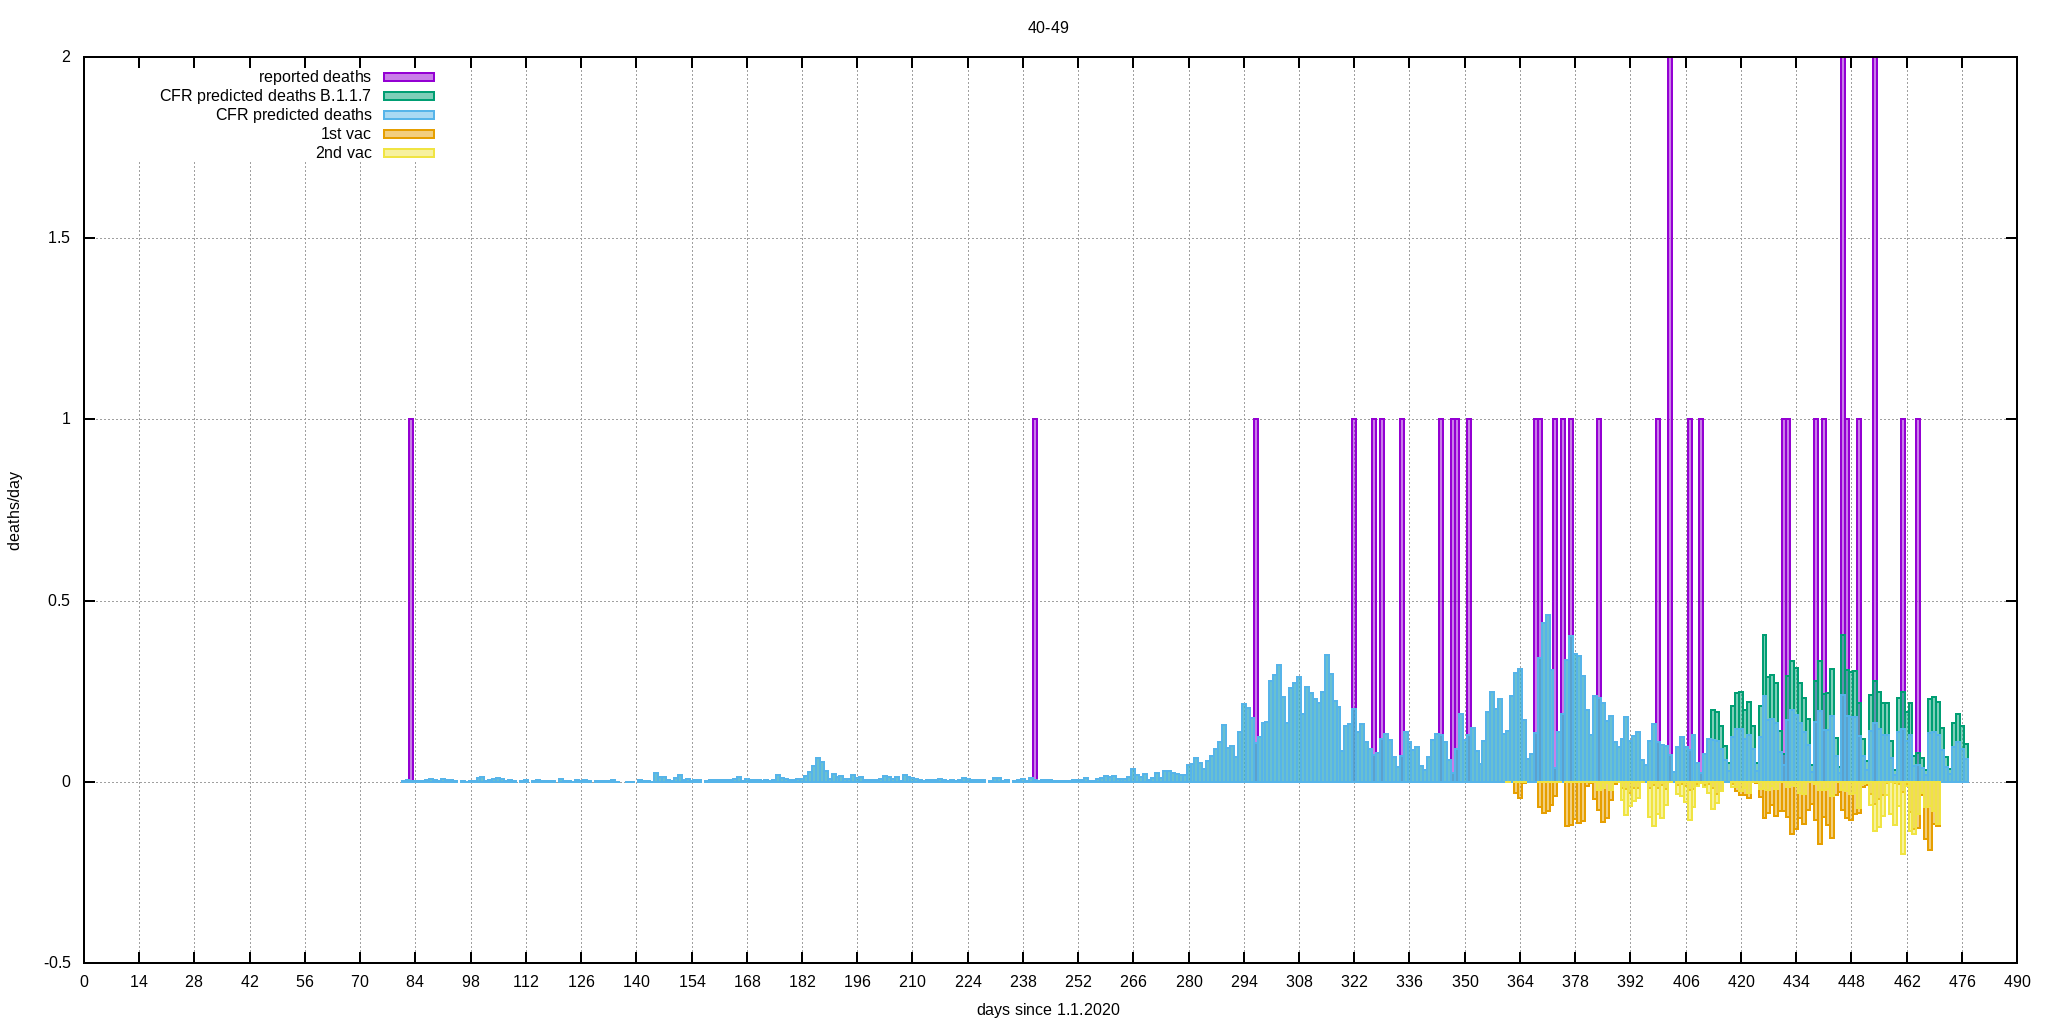 40-49
reported deaths
CFR predicted deaths B.1.1.7
CFR predicted deaths
1st vac
2nd vac
2
1.5
1
0.5
0
-0.5
deaths/day
0 14 28 42 56 70 84 98 112 126 140 154 168 182 196 210 224 238 252 266 280 294 308 322 336 350 364 378 392 406 420 434 448 462 476 490
days since 1.1.2020